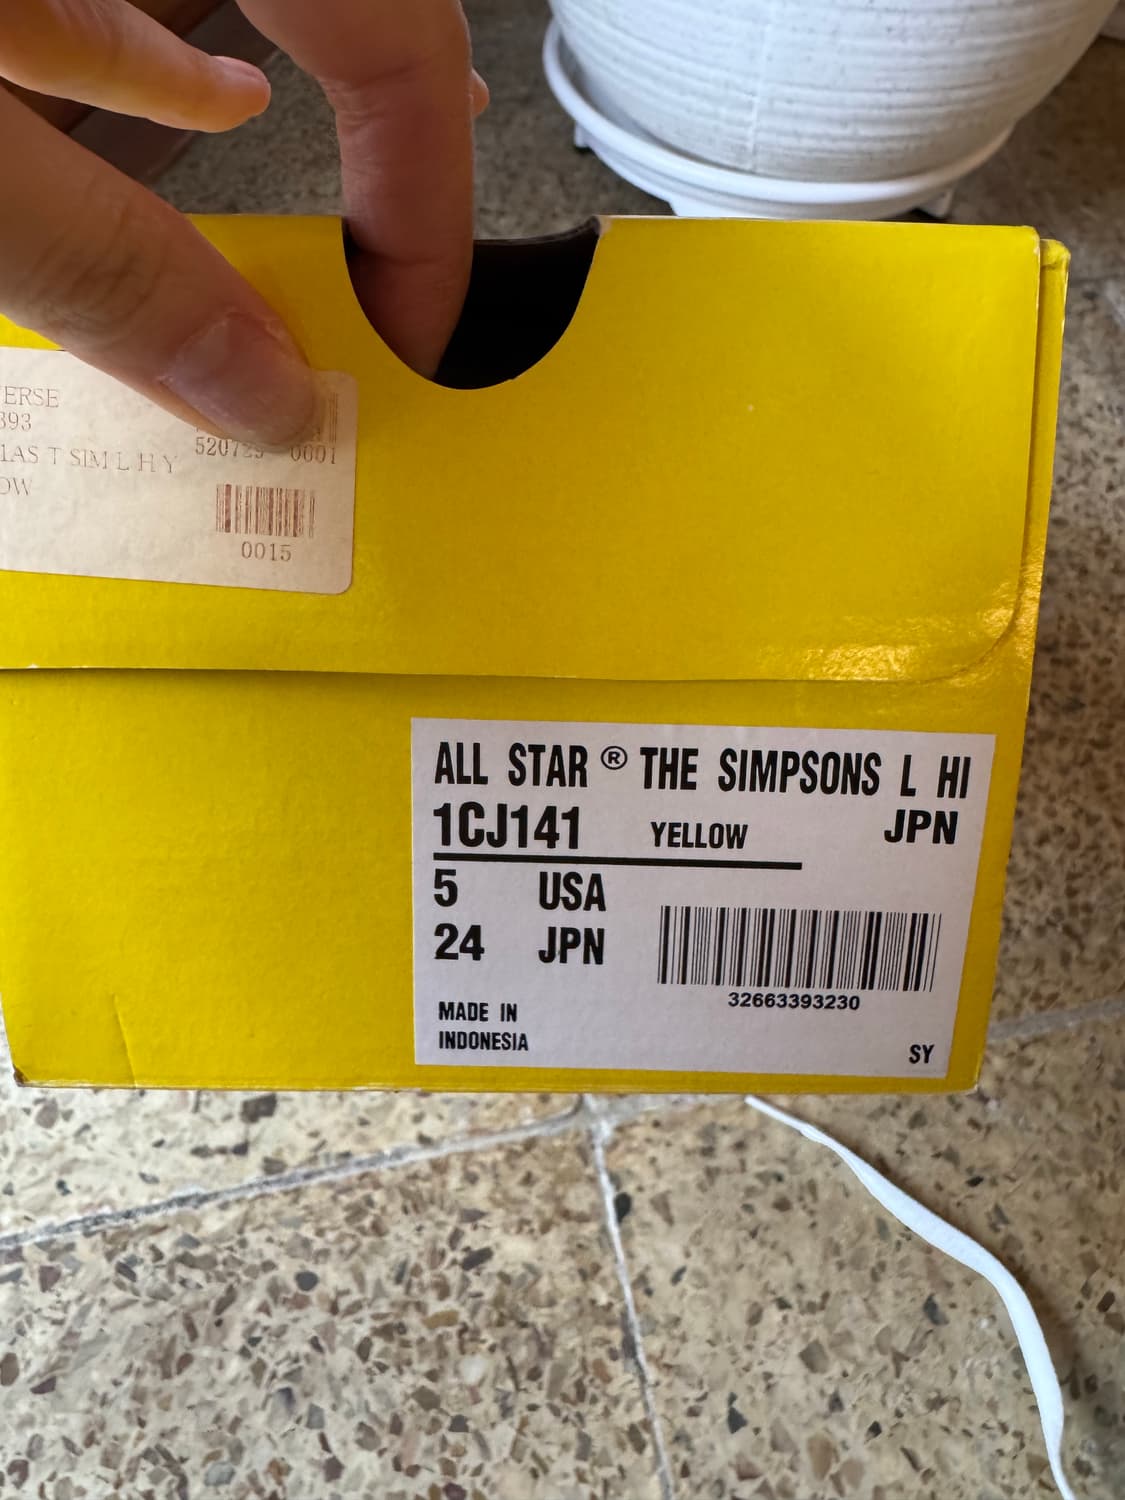 ERSE
393
520729 0001
LAS T SIM L H Y
OW
0015
ALL STAR ® THE SIMPSONS L HI
1CJ141 YELLOW JPN
5 USA
24 JPN
32663393230
MADE IN
INDONESIA
SY